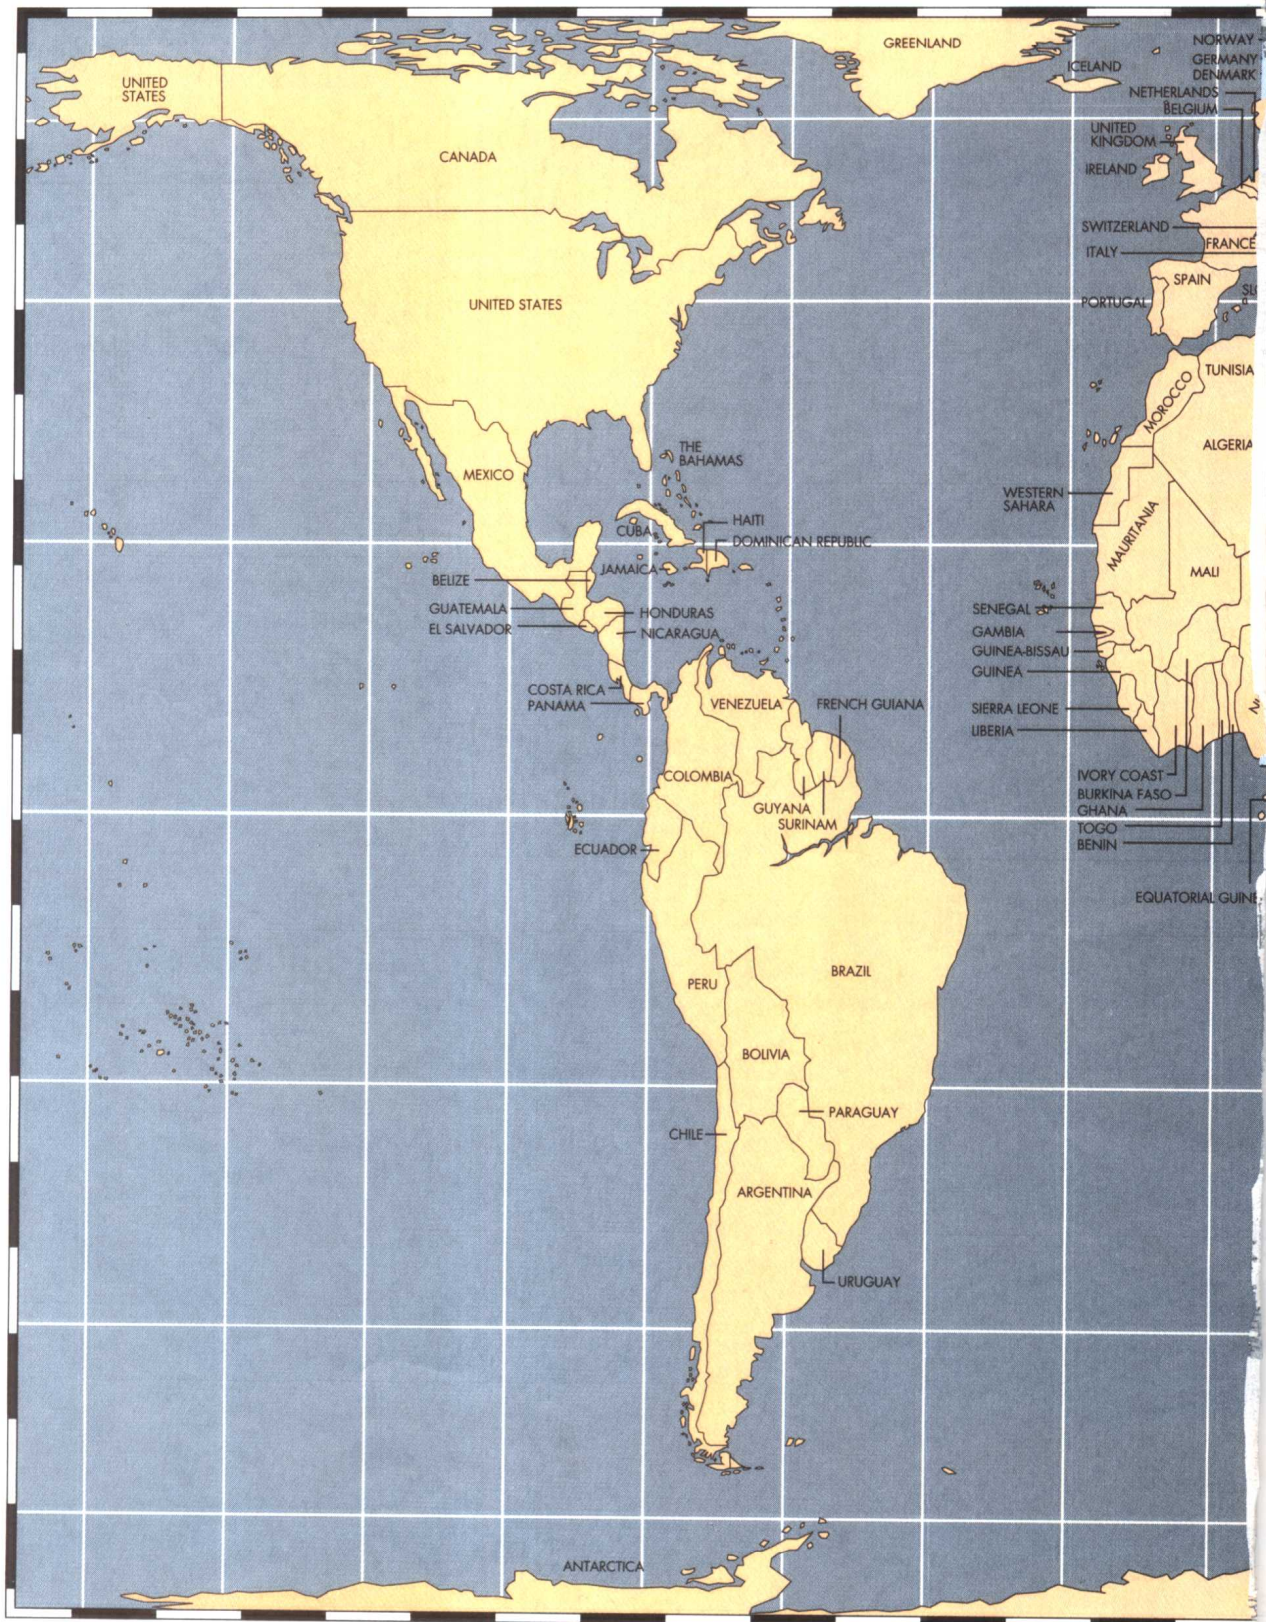 GREENLAND
NORWAY
ICELAND
GERMANY
DENMARK
UNITED
STATES
NETHERLANDS
BELGIUM
UNITED
KINGDOM
CANADA
IRELAND
SWITZERLAND
FRANCE
ITALY
SPAIN
UNITED STATES
PORTUGAL
TUNISIA
MOROCCO
ALGERIA
THE
BAHAMAS
MEXICO
WESTERN
SAHARA
HAITI
CUBA
DOMINICAN REPUBLIC
MAURITANIA
JAMAICA
MALI
BELIZE
GUATEMALA
HONDURAS
SENEGAL
EL SALVADOR
NICARAGUA
GAMBIA
GUINEA-BISSAU
GUINEA
COSTA RICA
PANAMA
VENEZUELA
FRENCH GUIANA
SIERRA LEONE
LIBERIA
COLOMBIA
IVORY COAST
BURKINA FASO
GUYANA
GHANA
SURINAM
TOGO
BENIN
ECUADOR
EQUATORIAL GUINE
BRAZIL
PERU
BOLIVIA
PARAGUAY
CHILE
ARGENTINA
URUGUAY
ANTARCTICA